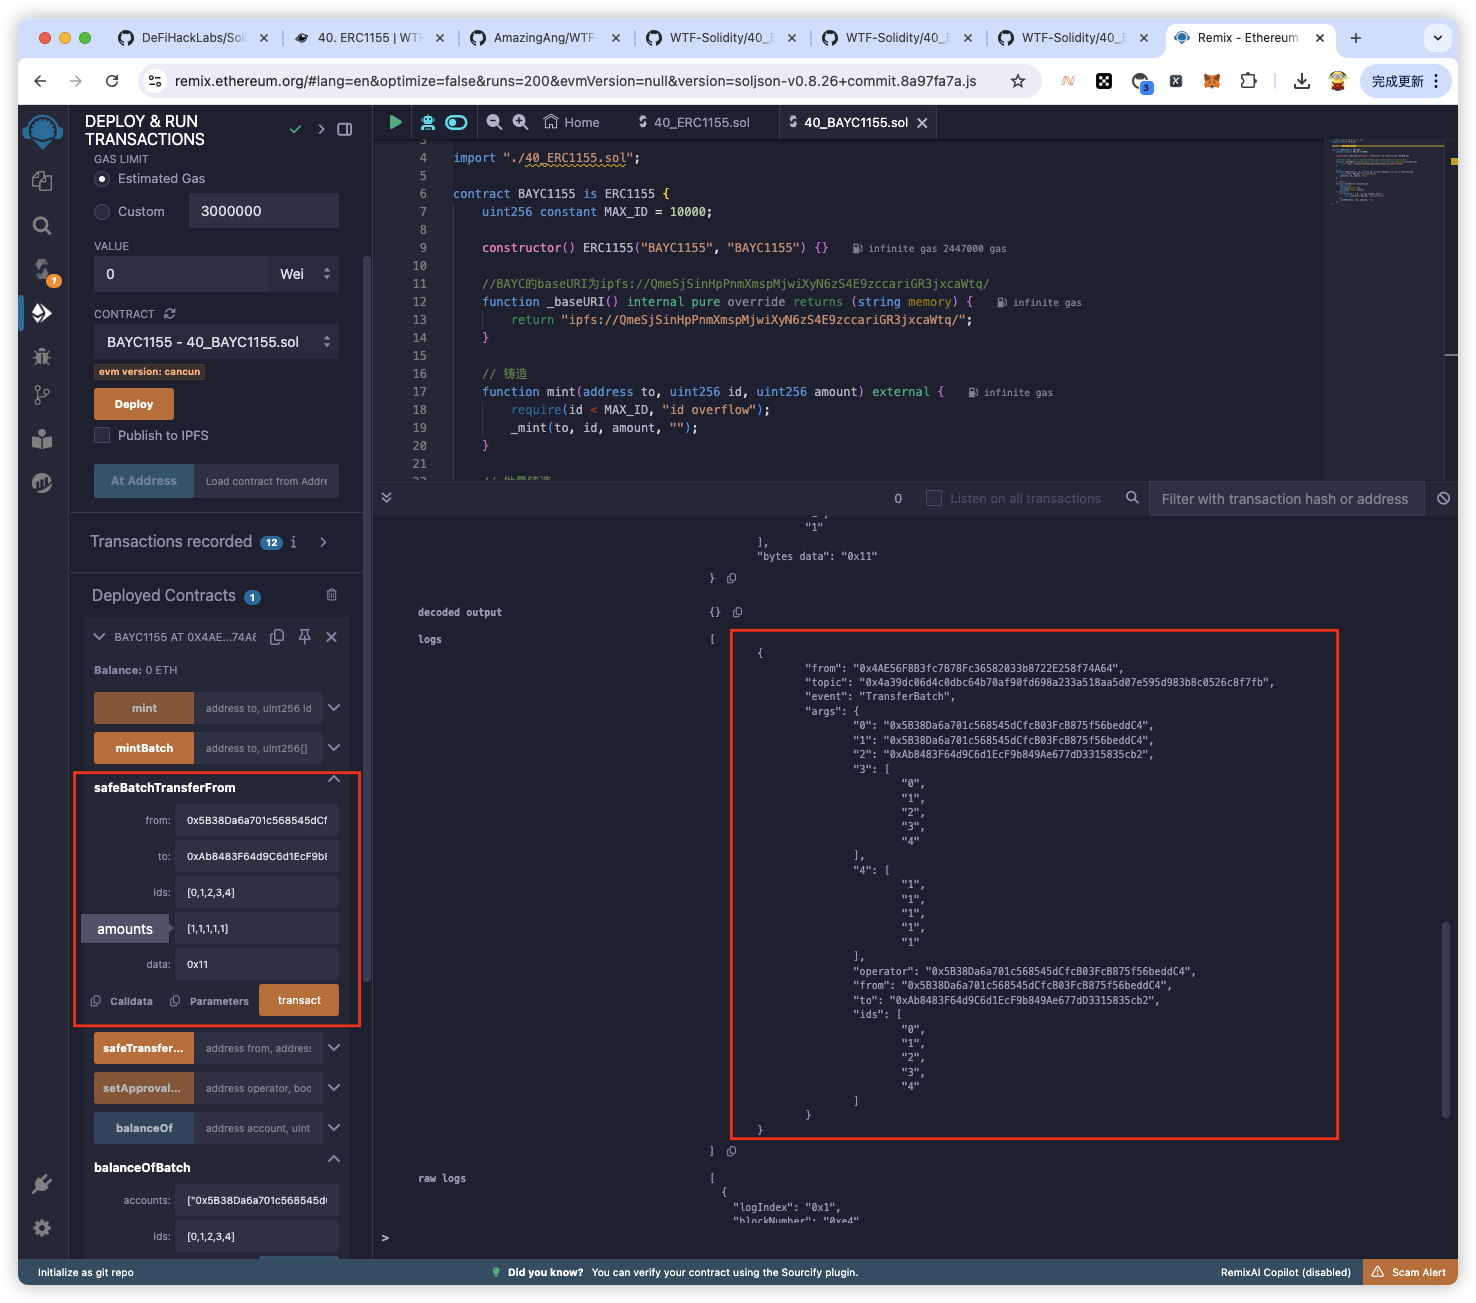 DeFiHackLabs/Soli
40. ERC1155 | WTF
AmazingAng/WTF-
WTF-Solidity/40_E
WTF-Solidity/40_E
WTF-Solidity/40_E
Remix - Ethereum
remix.ethereum.org/#lang=en&optimize=false&runs=200&evmVersion=null&version=soljson-v0.8.26+commit.8a97fa7a.js
3
完成更新
DEPLOY & RUN
TRANSACTIONS
GAS LIMIT
Estimated Gas
Custom
3000000
VALUE
0
Wei
CONTRACT
BAYC1155 - 40_BAYC1155.sol
evm version: cancun
Deploy
Publish to IPFS
At Address
Load contract from Addre
Transactions recorded 12 i
Deployed Contracts 1
BAYC1155 AT 0X4AE...74A6
Balance: 0 ETH
mint
address to, uint256 id
mintBatch
address to, uint256[]
safeBatchTransferFrom
from: 0x5B38Da6a701c568545dCf
to: 0xAb8483F64d9C6d1EcF9b8
ids: [0,1,2,3,4]
amounts [1,1,1,1,1]
data: 0x11
Calldata
Parameters
transact
safeTransfer...
address from, address
setApproval...
address operator, boo
balanceOf
address account, uint
balanceOfBatch
accounts: ["0x5B38Da6a701c568545d
ids: [0,1,2,3,4]
1
Home
40_ERC1155.sol
40_BAYC1155.sol
3
4 import "./40_ERC1155.sol";
5
6 contract BAYC1155 is ERC1155 {
7 uint256 constant MAX_ID = 10000;
8
9 constructor() ERC1155("BAYC1155", "BAYC1155") {} infinite gas 2447000 gas
10
11 //BAYC的baseURI为ipfs://QmeSjSinHpPnmXmspMjwiXyN6zS4E9zccariGR3jxcaWtq/
12 function _baseURI() internal pure override returns (string memory) { infinite gas
13 return "ipfs://QmeSjSinHpPnmXmspMjwiXyN6zS4E9zccariGR3jxcaWtq/";
14 }
15
16 // 铸造
17 function mint(address to, uint256 id, uint256 amount) external { infinite gas
18 require(id < MAX_ID, "id overflow");
19 _mint(to, id, amount, "");
20 }
21
22 // 批量铸造
0
Listen on all transactions
Filter with transaction hash or address
"1"
],
"bytes data": "0x11"
}
decoded output {}
logs [
{
"from": "0x4AE56F8B3fc7B78Fc36582033b8722E258f74A64",
"topic": "0x4a39dc06d4c0dbc64b70af90fd698a233a518aa5d07e595d983b8c0526c8f7fb",
"event": "TransferBatch",
"args": {
"0": "0x5B38Da6a701c568545dCfcB03FcB875f56beddC4",
"1": "0x5B38Da6a701c568545dCfcB03FcB875f56beddC4",
"2": "0xAb8483F64d9C6d1EcF9b849Ae677dD3315835cb2",
"3": [
"0",
"1",
"2",
"3",
"4"
],
"4": [
"1",
"1",
"1",
"1",
"1"
],
"operator": "0x5B38Da6a701c568545dCfcB03FcB875f56beddC4",
"from": "0x5B38Da6a701c568545dCfcB03FcB875f56beddC4",
"to": "0xAb8483F64d9C6d1EcF9b849Ae677dD3315835cb2",
"ids": [
"0",
"1",
"2",
"3",
"4"
]
}
}
]
raw logs [
{
"logIndex": "0x1",
"blockNumber": "0xe4"
>
Initialize as git repo
Did you know? You can verify your contract using the Sourcify plugin.
RemixAI Copilot (disabled)
Scam Alert